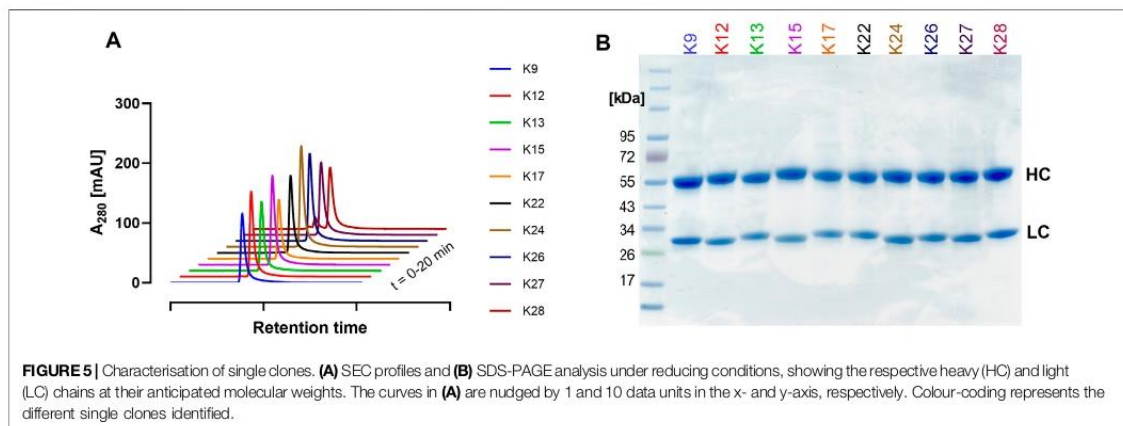 A
300
200
100
0
A280 [mAU]
t = 0-20 min
Retention time
K9
K12
K13
K15
K17
K22
K24
K26
K27
K28
B
K9 K12 K13 K15 K17 K22 K24 K26 K27 K28
[kDa]
95
72
55
43
34
26
17
HC
LC
FIGURE 5 | Characterisation of single clones. (A) SEC profiles and (B) SDS-PAGE analysis under reducing conditions, showing the respective heavy (HC) and light
(LC) chains at their anticipated molecular weights. The curves in (A) are nudged by 1 and 10 data units in the x- and y-axis, respectively. Colour-coding represents the
different single clones identified.